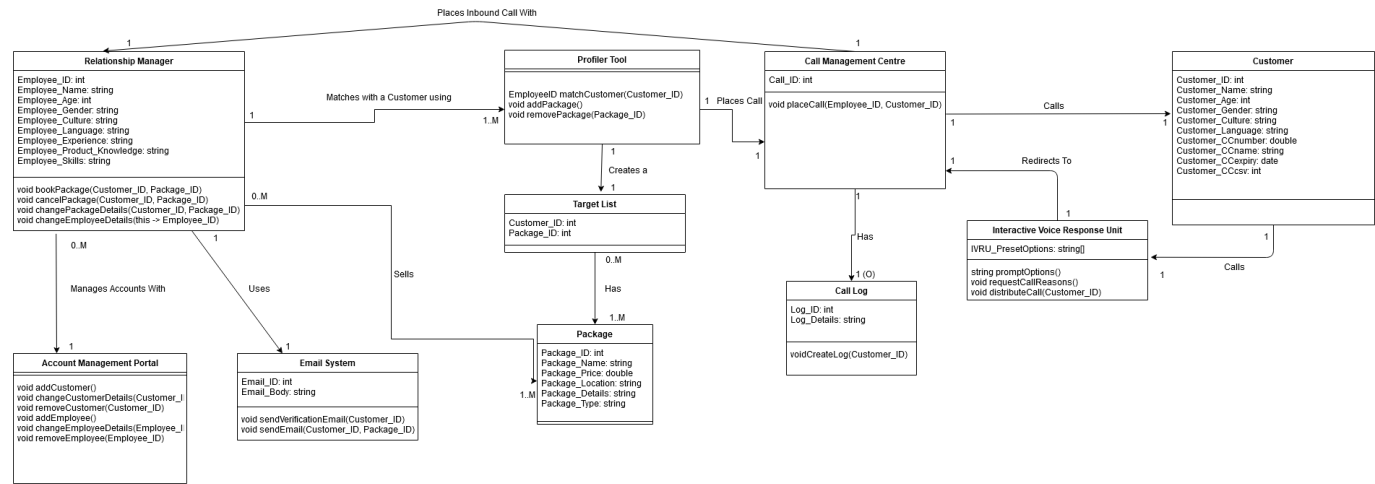 Places Inbound Call With
1
1
Relationship Manager
Employee_ID: int
Employee_Name: string
Employee_Age: int
Employee_Gender: string
Employee_Culture: string
Employee_Language: string
Employee_Experience: string
Employee_Product_Knowledge: string
Employee_Skills: string
void bookPackage(Customer_ID, Package_ID)
void cancelPackage(Customer_ID, Package_ID)
void changePackageDetails(Customer_ID, Package_ID)
void changeEmployeeDetails(this -> Employee_ID)
1
Matches with a Customer using
1..M
Profiler Tool
EmployeeID matchCustomer(Customer_ID)
void addPackage()
void removePackage(Package_ID)
1
Places Call
1
Call Management Centre
Call_ID: int
void placeCall(Employee_ID, Customer_ID)
1
Calls
1
Customer
Customer_ID: int
Customer_Name: string
Customer_Age: int
Customer_Gender: string
Customer_Culture: string
Customer_Language: string
Customer_CCnumber: double
Customer_CCname: string
Customer_CCexpiry: date
Customer_CCcsv: int
1
Creates a
1
Target List
Customer_ID: int
Package_ID: int
0..M
Has
1..M
Package
Package_ID: int
Package_Name: string
Package_Price: double
Package_Location: string
Package_Details: string
Package_Type: string
0..M
Sells
1..M
1
Has
1 (O)
Call Log
Log_ID: int
Log_Details: string
voidCreateLog(Customer_ID)
1
Redirects To
1
Interactive Voice Response Unit
IVRU_PresetOptions: string[]
string promptOptions()
void requestCallReasons()
void distributeCall(Customer_ID)
1
Calls
1
0..M
Manages Accounts With
1
Account Management Portal
void addCustomer()
void changeCustomerDetails(Customer_I
void removeCustomer(Customer_ID)
void addEmployee()
void changeEmployeeDetails(Employee_I
void removeEmployee(Employee_ID)
1
Uses
1
Email System
Email_ID: int
Email_Body: string
void sendVerificationEmail(Customer_ID)
void sendEmail(Customer_ID, Package_ID)